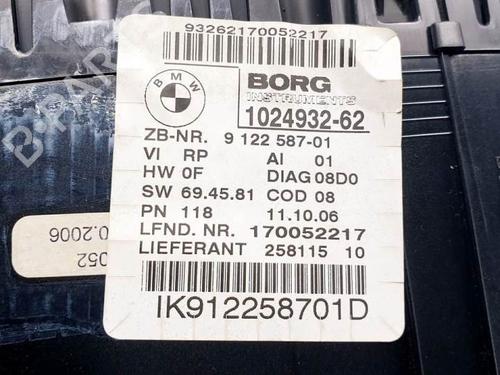 93262170052217
BMW
BORG
INSTRUMENTS
1024932-62
ZB-NR. 9 122 587-01
VI RP AI 01
HW 0F DIAG 08D0
SW 69.45.81 COD 08
PN 118 11.10.06
LFND. NR. 170052217
LIEFERANT 258115 10
IK912258701D
0.2006
052
B-PARTS